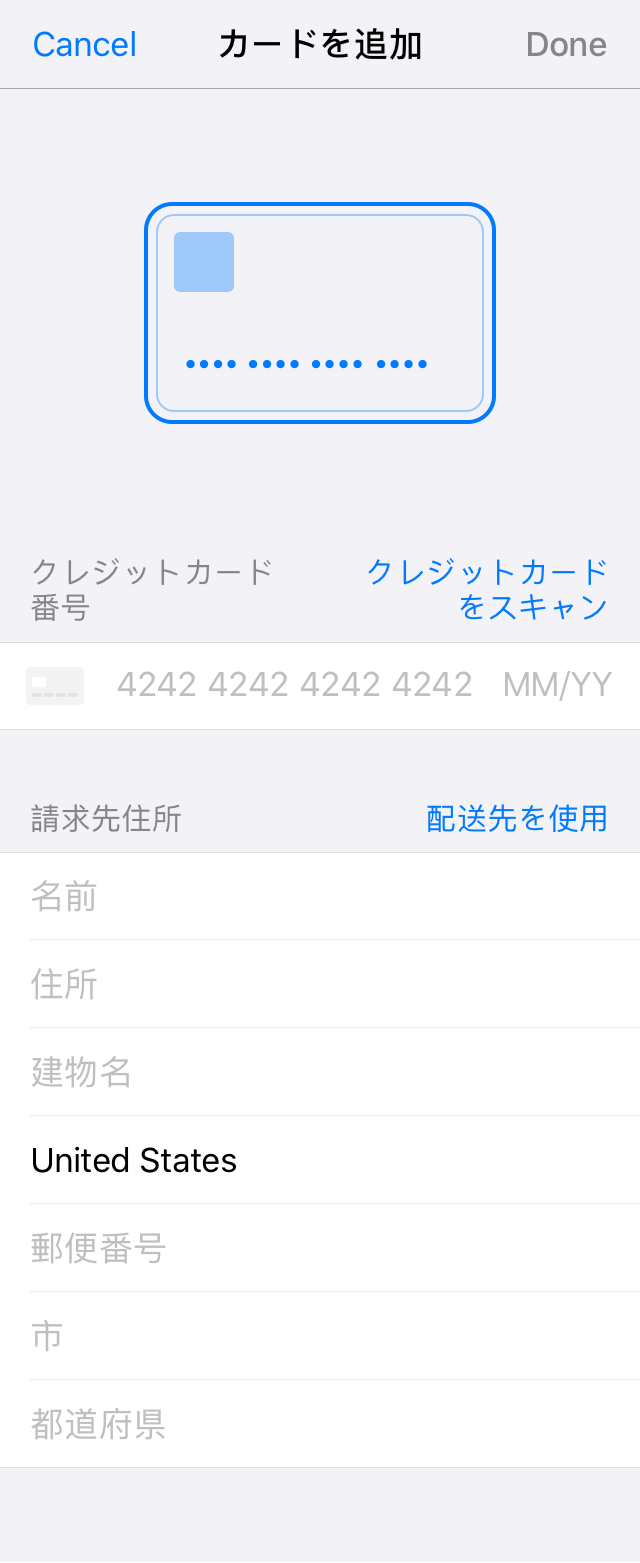 Cancel カードを追加 Done
クレジットカード
番号
クレジットカード
をスキャン
4242 4242 4242 4242 MM/YY
請求先住所 配送先を使用
名前
住所
建物名
United States
郵便番号
市
都道府県